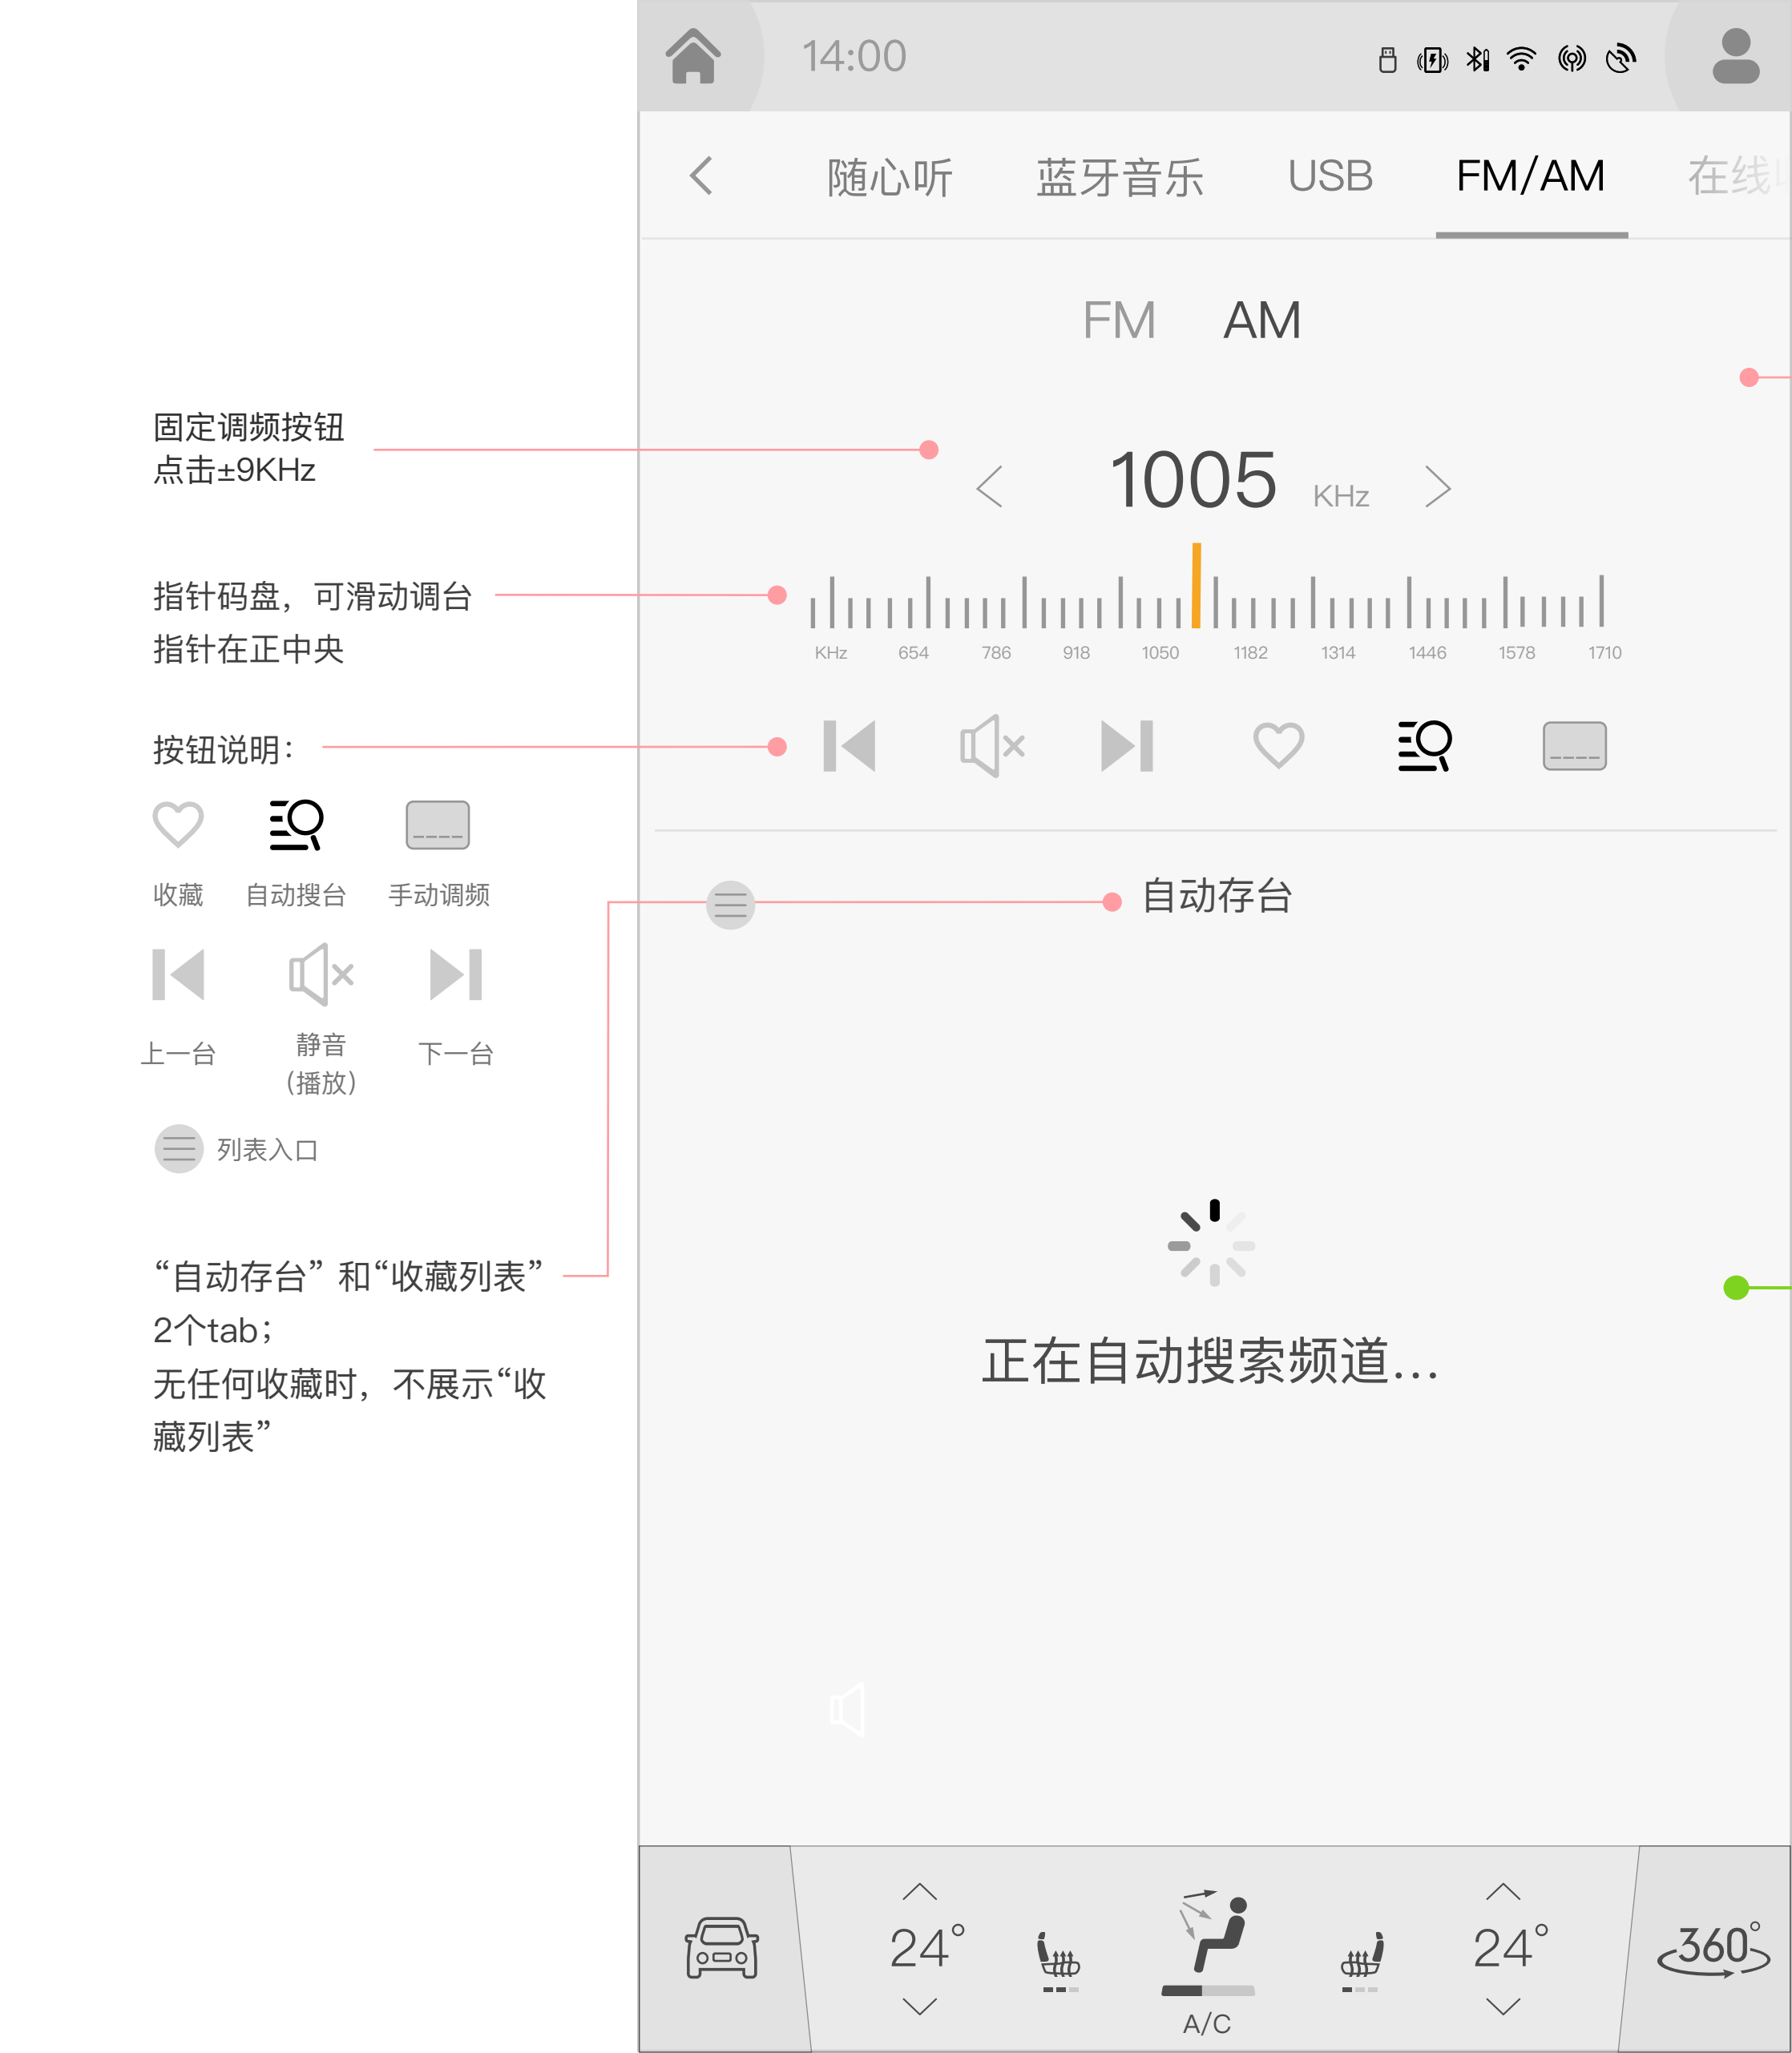 14:00
随心听 蓝牙音乐 USB FM/AM 在线
FM AM
固定调频按钮
点击±9KHz
1005 KHz
指针码盘，可滑动调台
指针在正中央
KHz 654 786 918 1050 1182 1314 1446 1578 1710
按钮说明：
收藏 自动搜台 手动调频
自动存台
上一台 静音 下一台
（播放）
列表入口
“自动存台” 和“收藏列表”
2个tab；
无任何收藏时，不展示“收
藏列表”
正在自动搜索频道...
24° 24° 360°
A/C